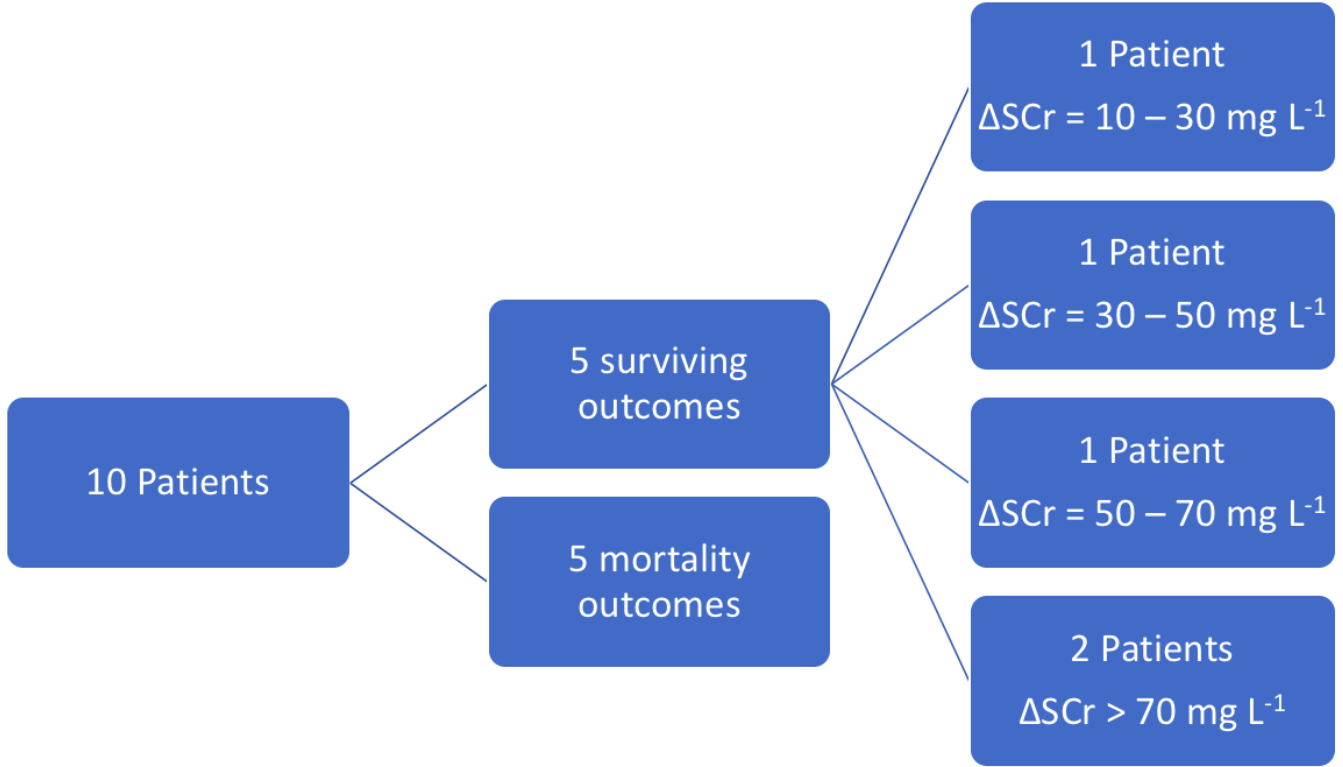 10 Patients
5 surviving
outcomes
5 mortality
outcomes
1 Patient
ΔSCr = 10 – 30 mg L⁻¹
1 Patient
ΔSCr = 30 – 50 mg L⁻¹
1 Patient
ΔSCr = 50 – 70 mg L⁻¹
2 Patients
ΔSCr > 70 mg L⁻¹